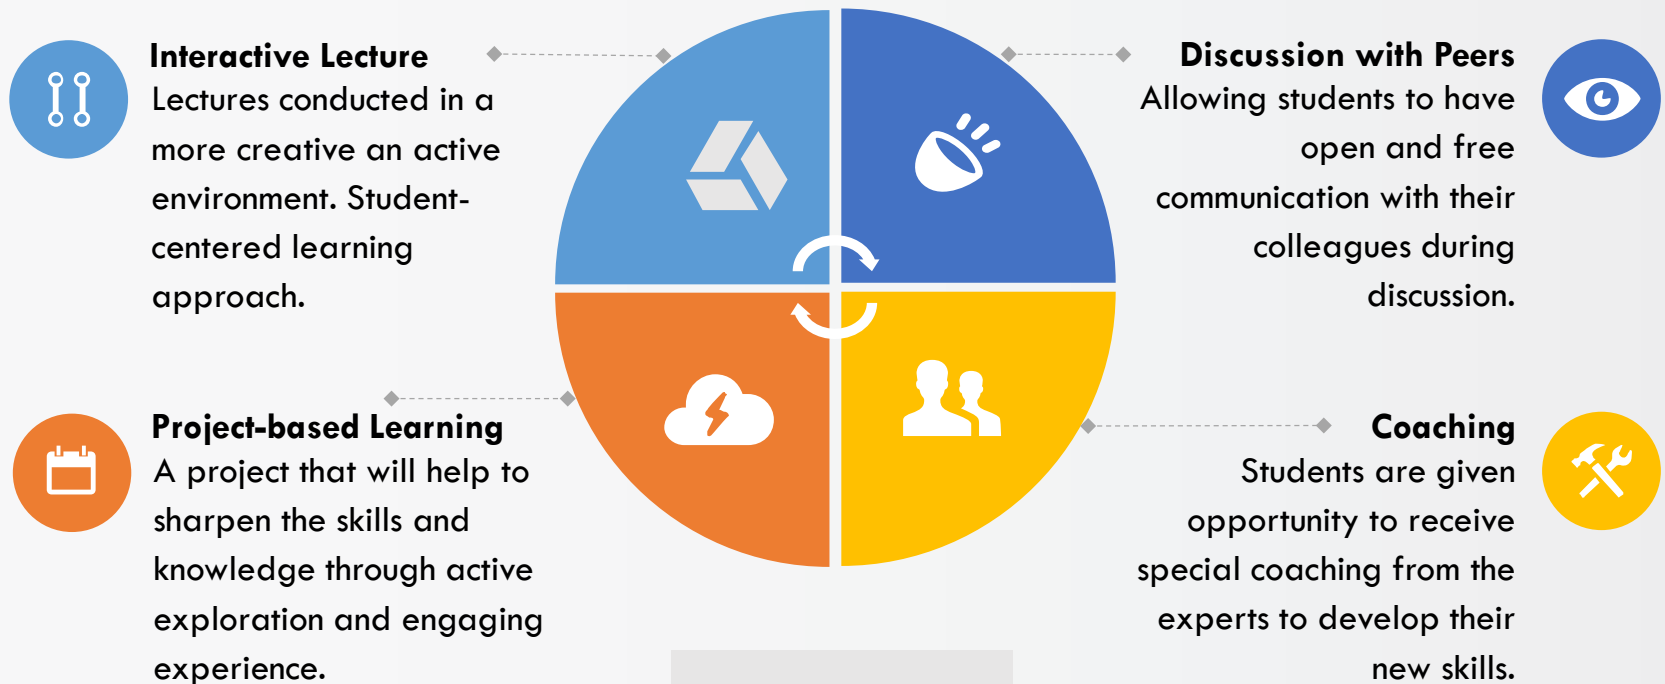 Interactive Lecture
Lectures conducted in a
more creative an active
environment. Student-
centered learning
approach.
Discussion with Peers
Allowing students to have
open and free
communication with their
colleagues during
discussion.
Project-based Learning
A project that will help to
sharpen the skills and
knowledge through active
exploration and engaging
experience.
Coaching
Students are given
opportunity to receive
special coaching from the
experts to develop their
new skills.